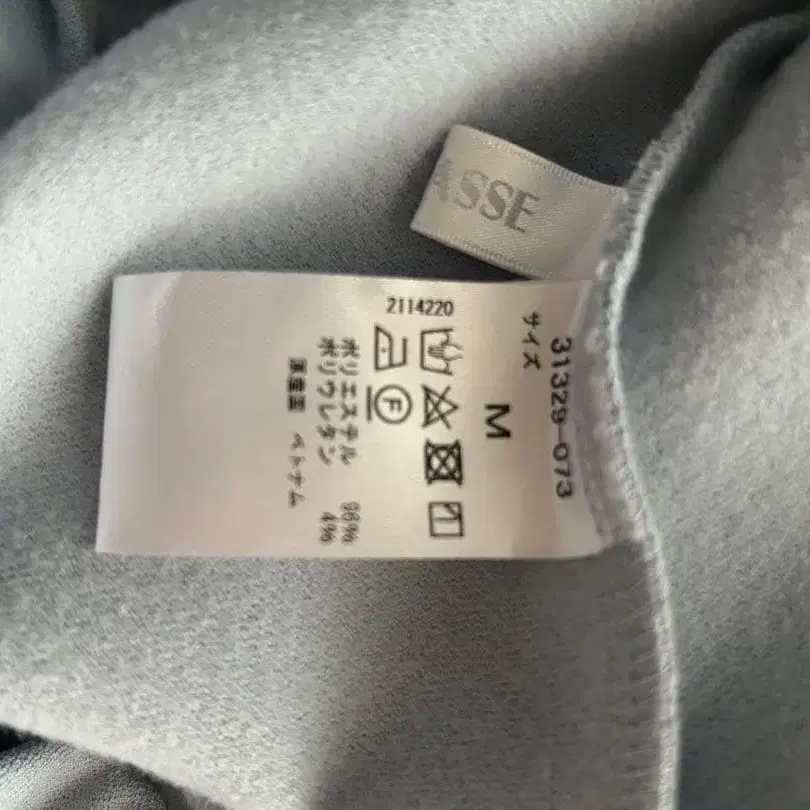 ASSE
31329-073
サイズ
M
2114220
F
ポリエステル 96%
ポリウレタン 4%
原産国 ベトナム